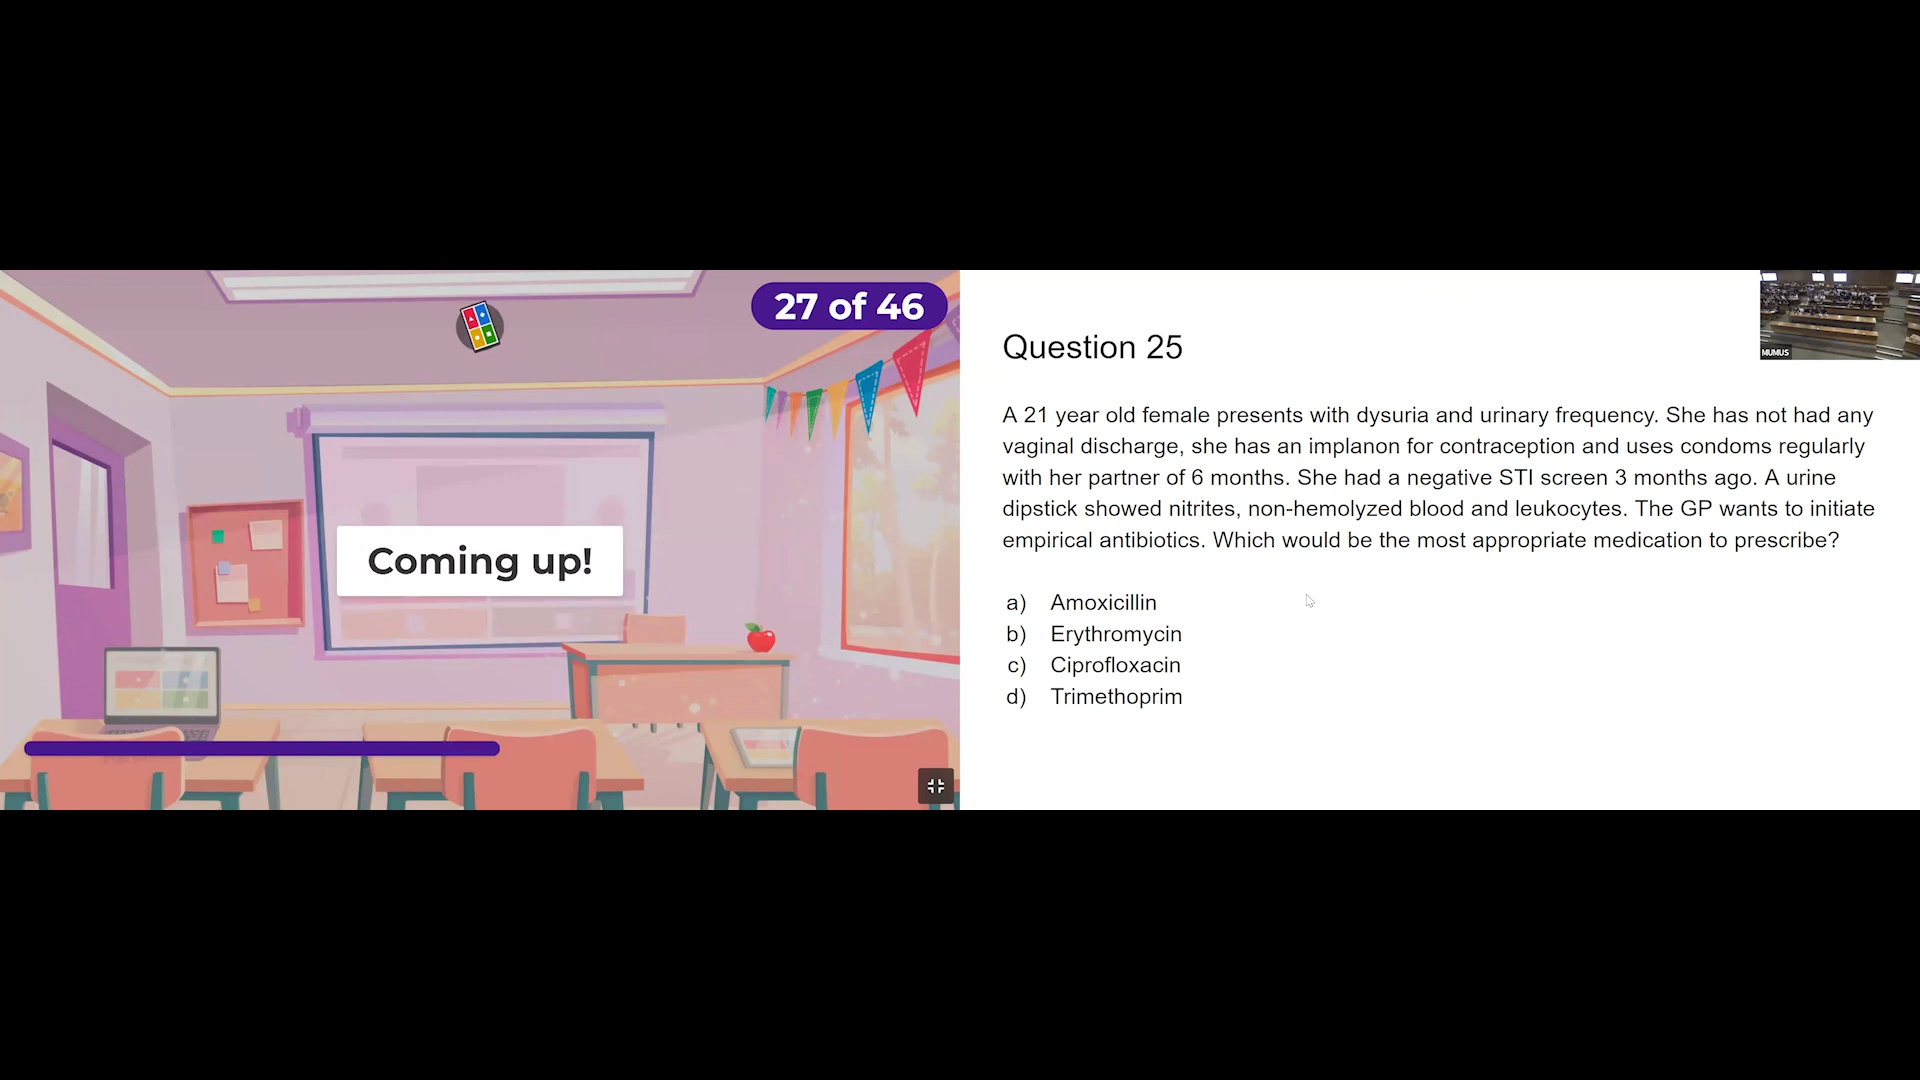 27 of 46
Coming up!
Question 25
A 21 year old female presents with dysuria and urinary frequency. She has not had any
vaginal discharge, she has an implanon for contraception and uses condoms regularly
with her partner of 6 months. She had a negative STI screen 3 months ago. A urine
dipstick showed nitrites, non-hemolyzed blood and leukocytes. The GP wants to initiate
empirical antibiotics. Which would be the most appropriate medication to prescribe?
a) Amoxicillin
b) Erythromycin
c) Ciprofloxacin
d) Trimethoprim
MUMUS